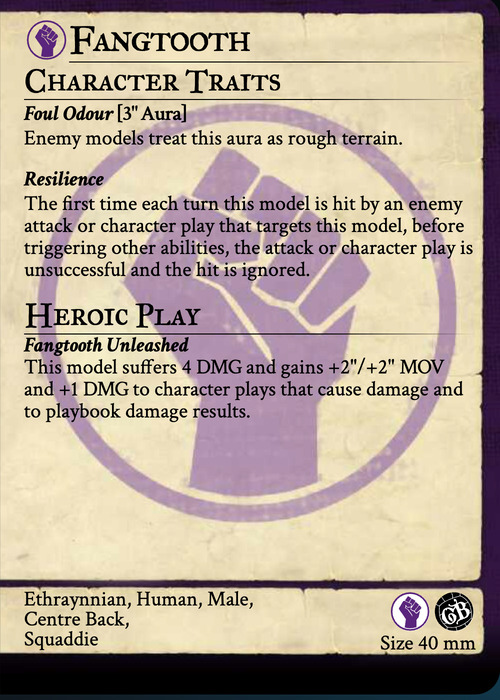 Fangtooth
Character Traits
Foul Odour [3" Aura]
Enemy models treat this aura as rough terrain.
Resilience
The first time each turn this model is hit by an enemy
attack or character play that targets this model, before
triggering other abilities, the attack or character play is
unsuccessful and the hit is ignored.
Heroic Play
Fangtooth Unleashed
This model suffers 4 DMG and gains +2"/+2" MOV
and +1 DMG to character plays that cause damage and
to playbook damage results.
Ethraynnian, Human, Male,
Centre Back,
Squaddie
GB
Size 40 mm